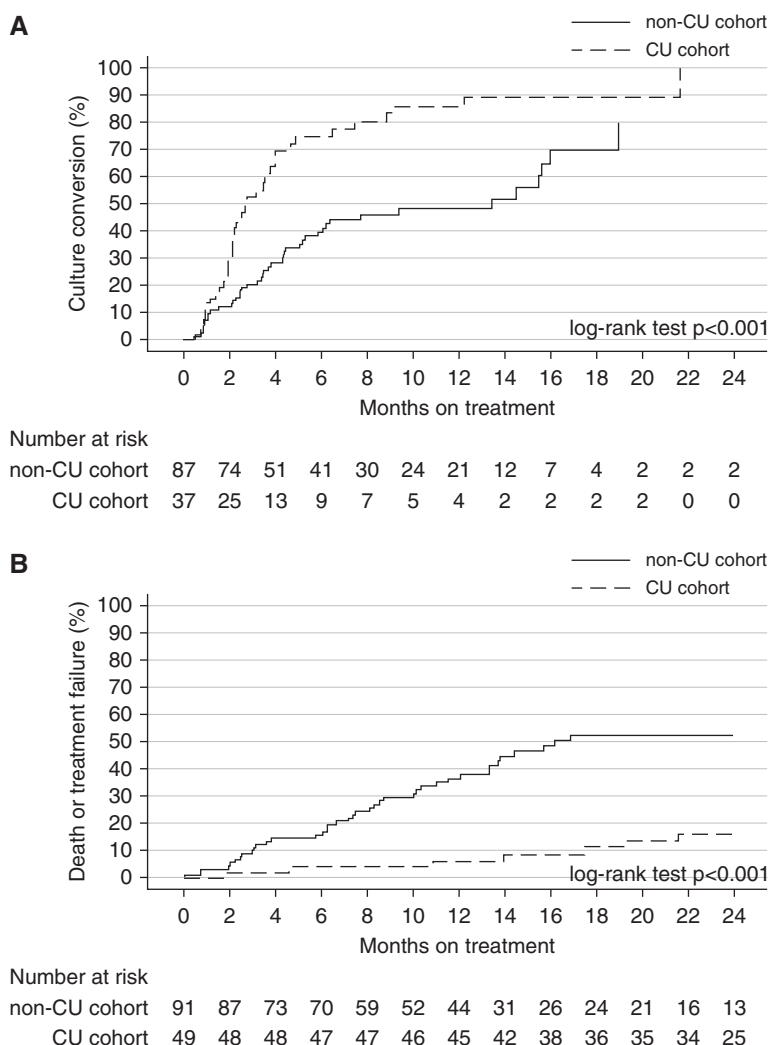 A
non-CU cohort
CU cohort
Culture conversion (%)
100
90
80
70
60
50
40
30
20
10
0
log-rank test p<0.001
0 2 4 6 8 10 12 14 16 18 20 22 24
Months on treatment
Number at risk
non-CU cohort 87 74 51 41 30 24 21 12 7 4 2 2 2
CU cohort 37 25 13 9 7 5 4 2 2 2 2 0 0
B
non-CU cohort
CU cohort
Death or treatment failure (%)
100
90
80
70
60
50
40
30
20
10
0
log-rank test p<0.001
0 2 4 6 8 10 12 14 16 18 20 22 24
Months on treatment
Number at risk
non-CU cohort 91 87 73 70 59 52 44 31 26 24 21 16 13
CU cohort 49 48 48 47 47 46 45 42 38 36 35 34 25